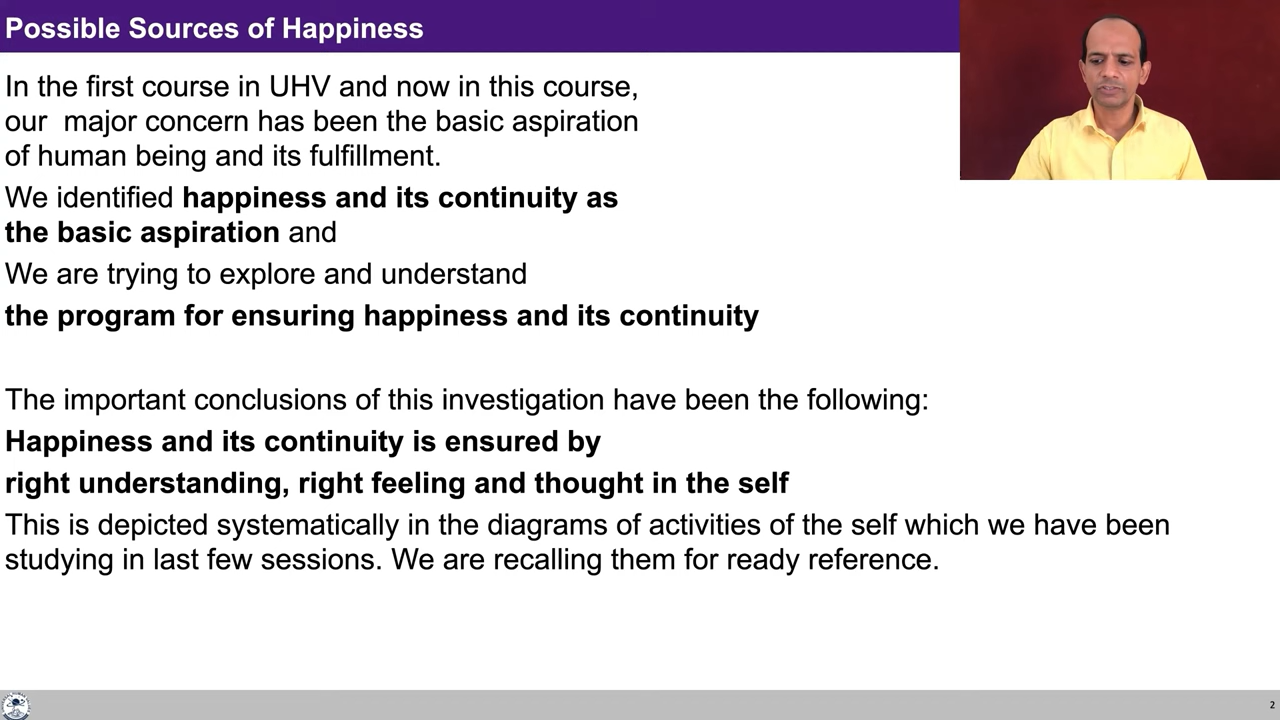 Possible Sources of Happiness
In the first course in UHV and now in this course,
our  major concern has been the basic aspiration
of human being and its fulfillment.
We identified happiness and its continuity as
the basic aspiration and
We are trying to explore and understand
the program for ensuring happiness and its continuity
The important conclusions of this investigation have been the following:
Happiness and its continuity is ensured by
right understanding, right feeling and thought in the self
This is depicted systematically in the diagrams of activities of the self which we have been
studying in last few sessions. We are recalling them for ready reference.
2